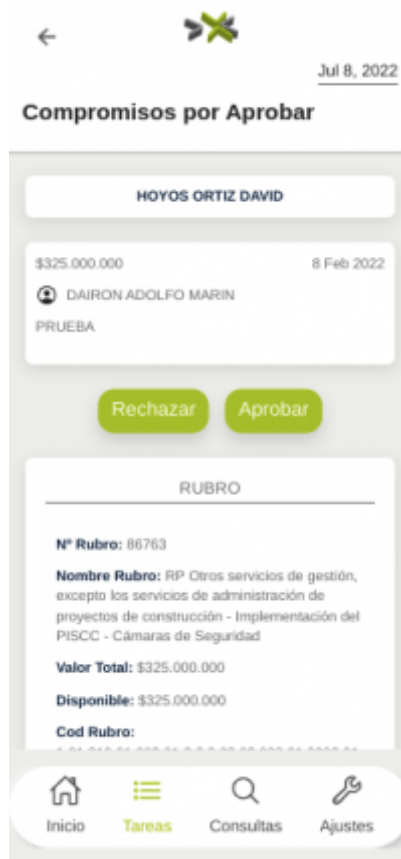 Jul 8, 2022
Compromisos por Aprobar
HOYOS ORTIZ DAVID
$325.000.000 8 Feb 2022
DAIRON ADOLFO MARIN
PRUEBA
Rechazar Aprobar
RUBRO
Nº Rubro: 86763
Nombre Rubro: RP Otros servicios de gestión,
excepto los servicios de administración de
proyectos de construcción - Implementación del
PISCC - Cámaras de Seguridad
Valor Total: $325.000.000
Disponible: $325.000.000
Cod Rubro:
Inicio Tareas Consultas Ajustes